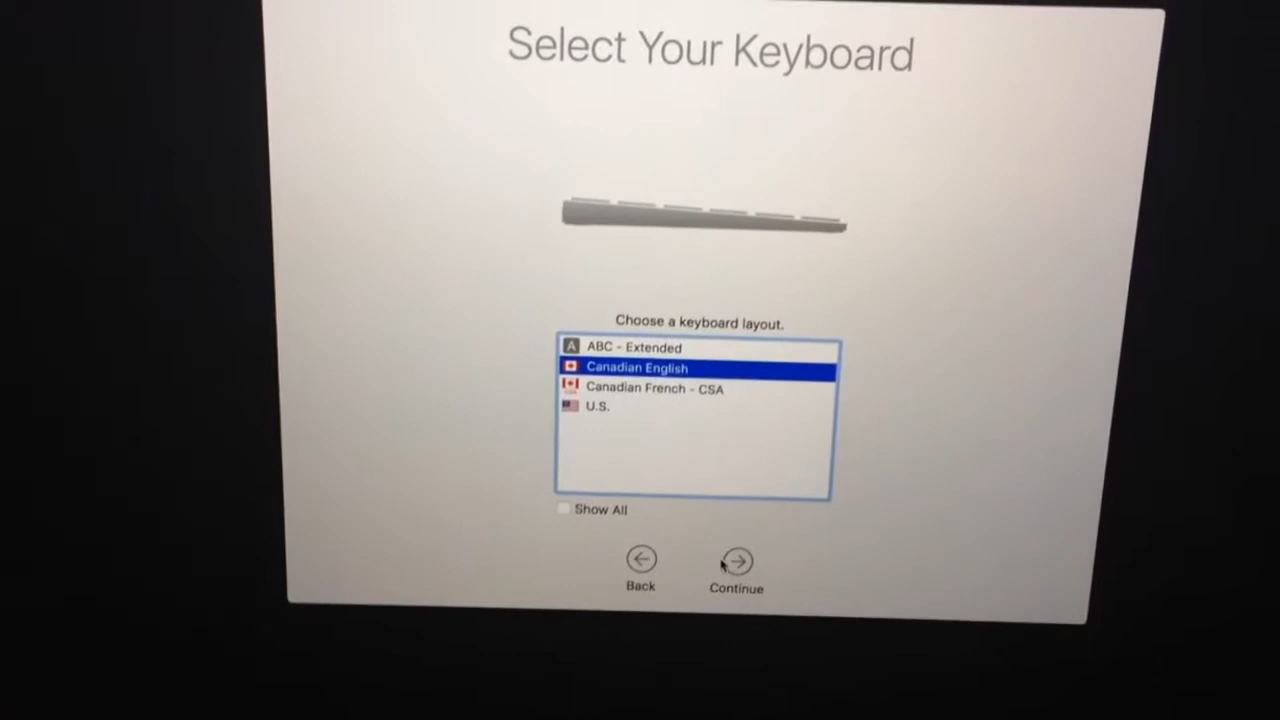 Select Your Keyboard
Choose a keyboard layout.
A ABC - Extended
Canadian English
Canadian French - CSA
U.S.
Show All
Back
Continue